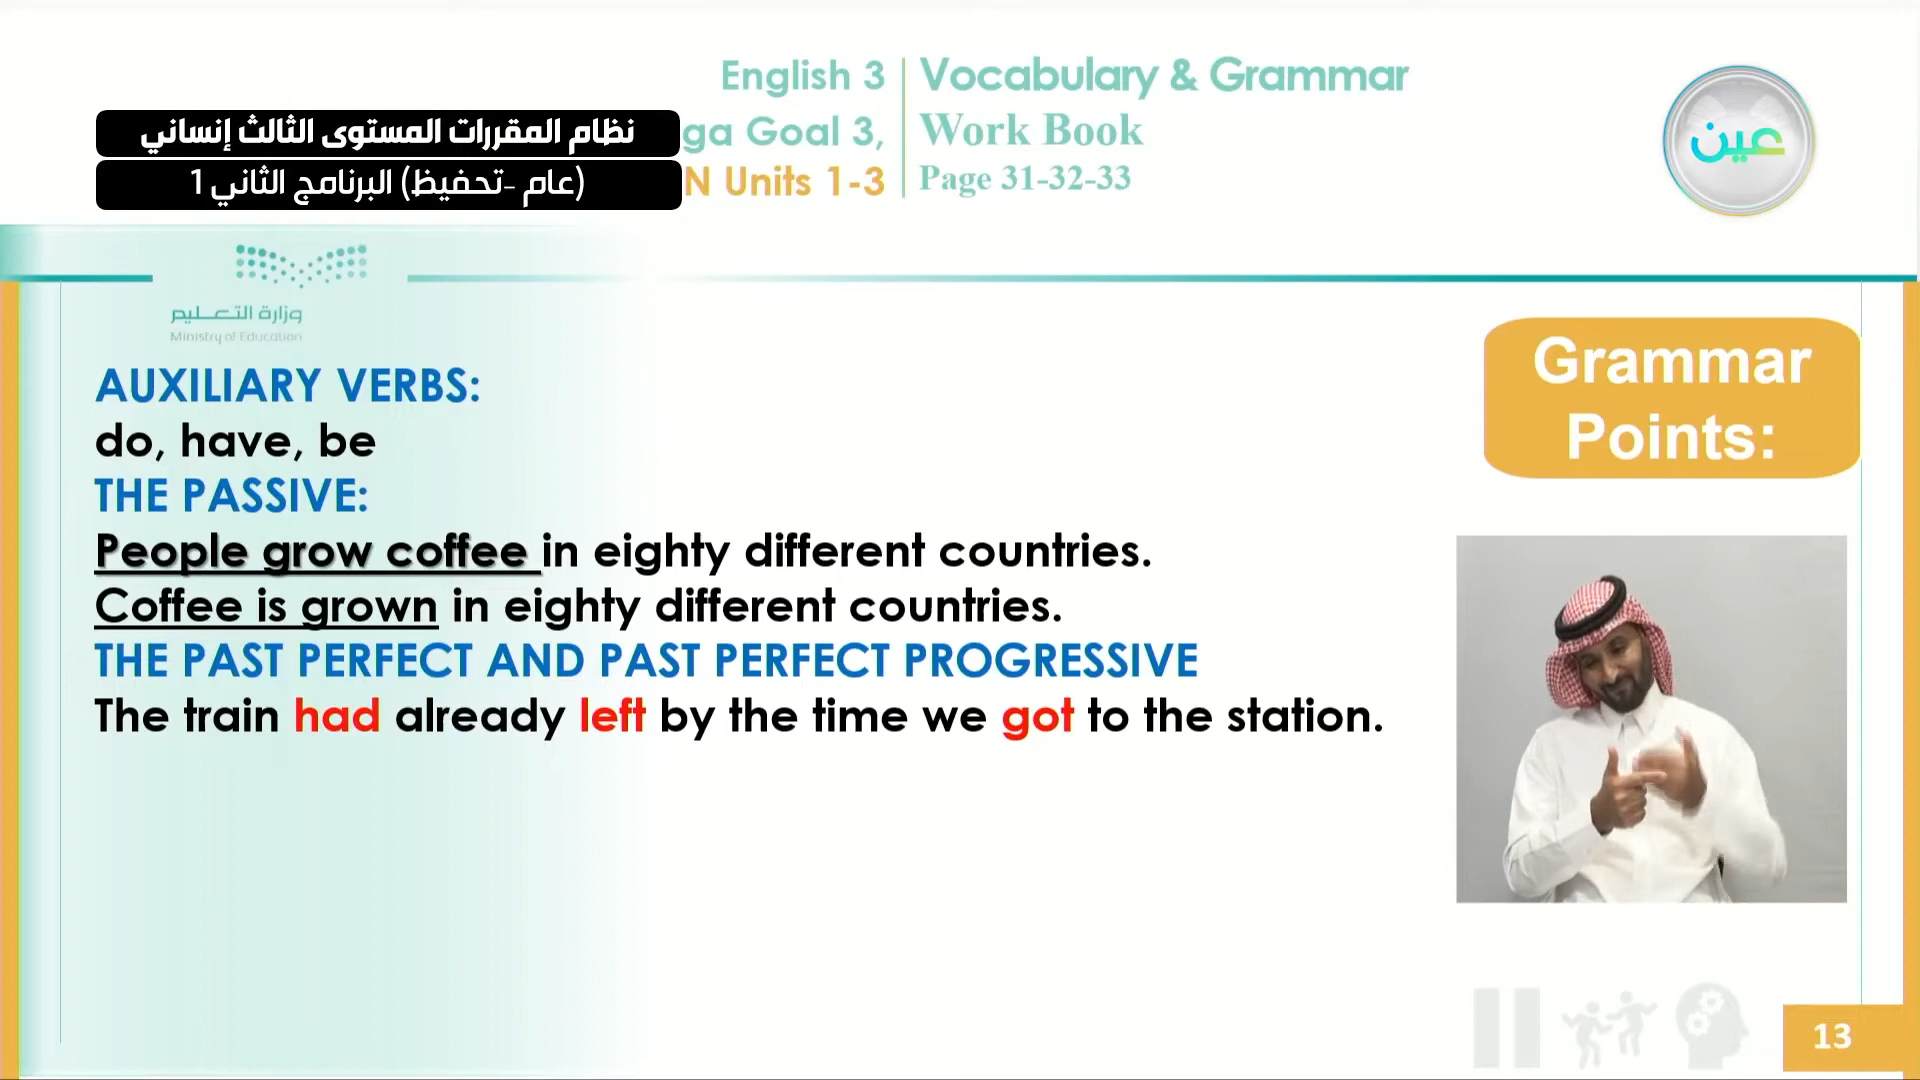 English 3
ga Goal 3,
N Units 1-3
Vocabulary & Grammar
Work Book
Page 31-32-33
نظام المقررات المستوى الثالث إنساني
(عام -تحفيظ) البرنامج الثاني 1
عين
وزارة التعليم
Ministry of Education
Grammar
Points:
AUXILIARY VERBS:
do, have, be
THE PASSIVE:
People grow coffee in eighty different countries.
Coffee is grown in eighty different countries.
THE PAST PERFECT AND PAST PERFECT PROGRESSIVE
The train had already left by the time we got to the station.
13